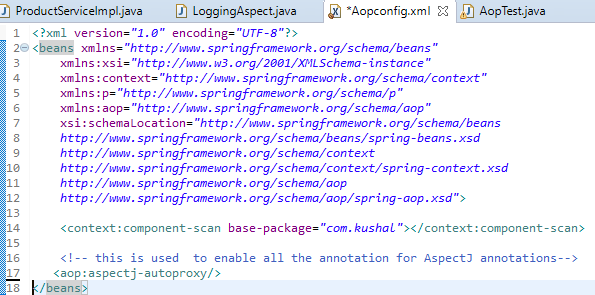 ProductServiceImpl.java LoggingAspect.java *Aopconfig.xml AopTest.java
1 <?xml version="1.0" encoding="UTF-8"?>
2 <beans xmlns="http://www.springframework.org/schema/beans"
3 xmlns:xsi="http://www.w3.org/2001/XMLSchema-instance"
4 xmlns:context="http://www.springframework.org/schema/context"
5 xmlns:p="http://www.springframework.org/schema/p"
6 xmlns:aop="http://www.springframework.org/schema/aop"
7 xsi:schemaLocation="http://www.springframework.org/schema/beans
8 http://www.springframework.org/schema/beans/spring-beans.xsd
9 http://www.springframework.org/schema/context
10 http://www.springframework.org/schema/context/spring-context.xsd
11 http://www.springframework.org/schema/aop
12 http://www.springframework.org/schema/aop/spring-aop.xsd">
13
14 <context:component-scan base-package="com.kushal"></context:component-scan>
15
16 <!-- this is used  to enable all the annotation for AspectJ annotations-->
17 <aop:aspectj-autoproxy/>
18 </beans>